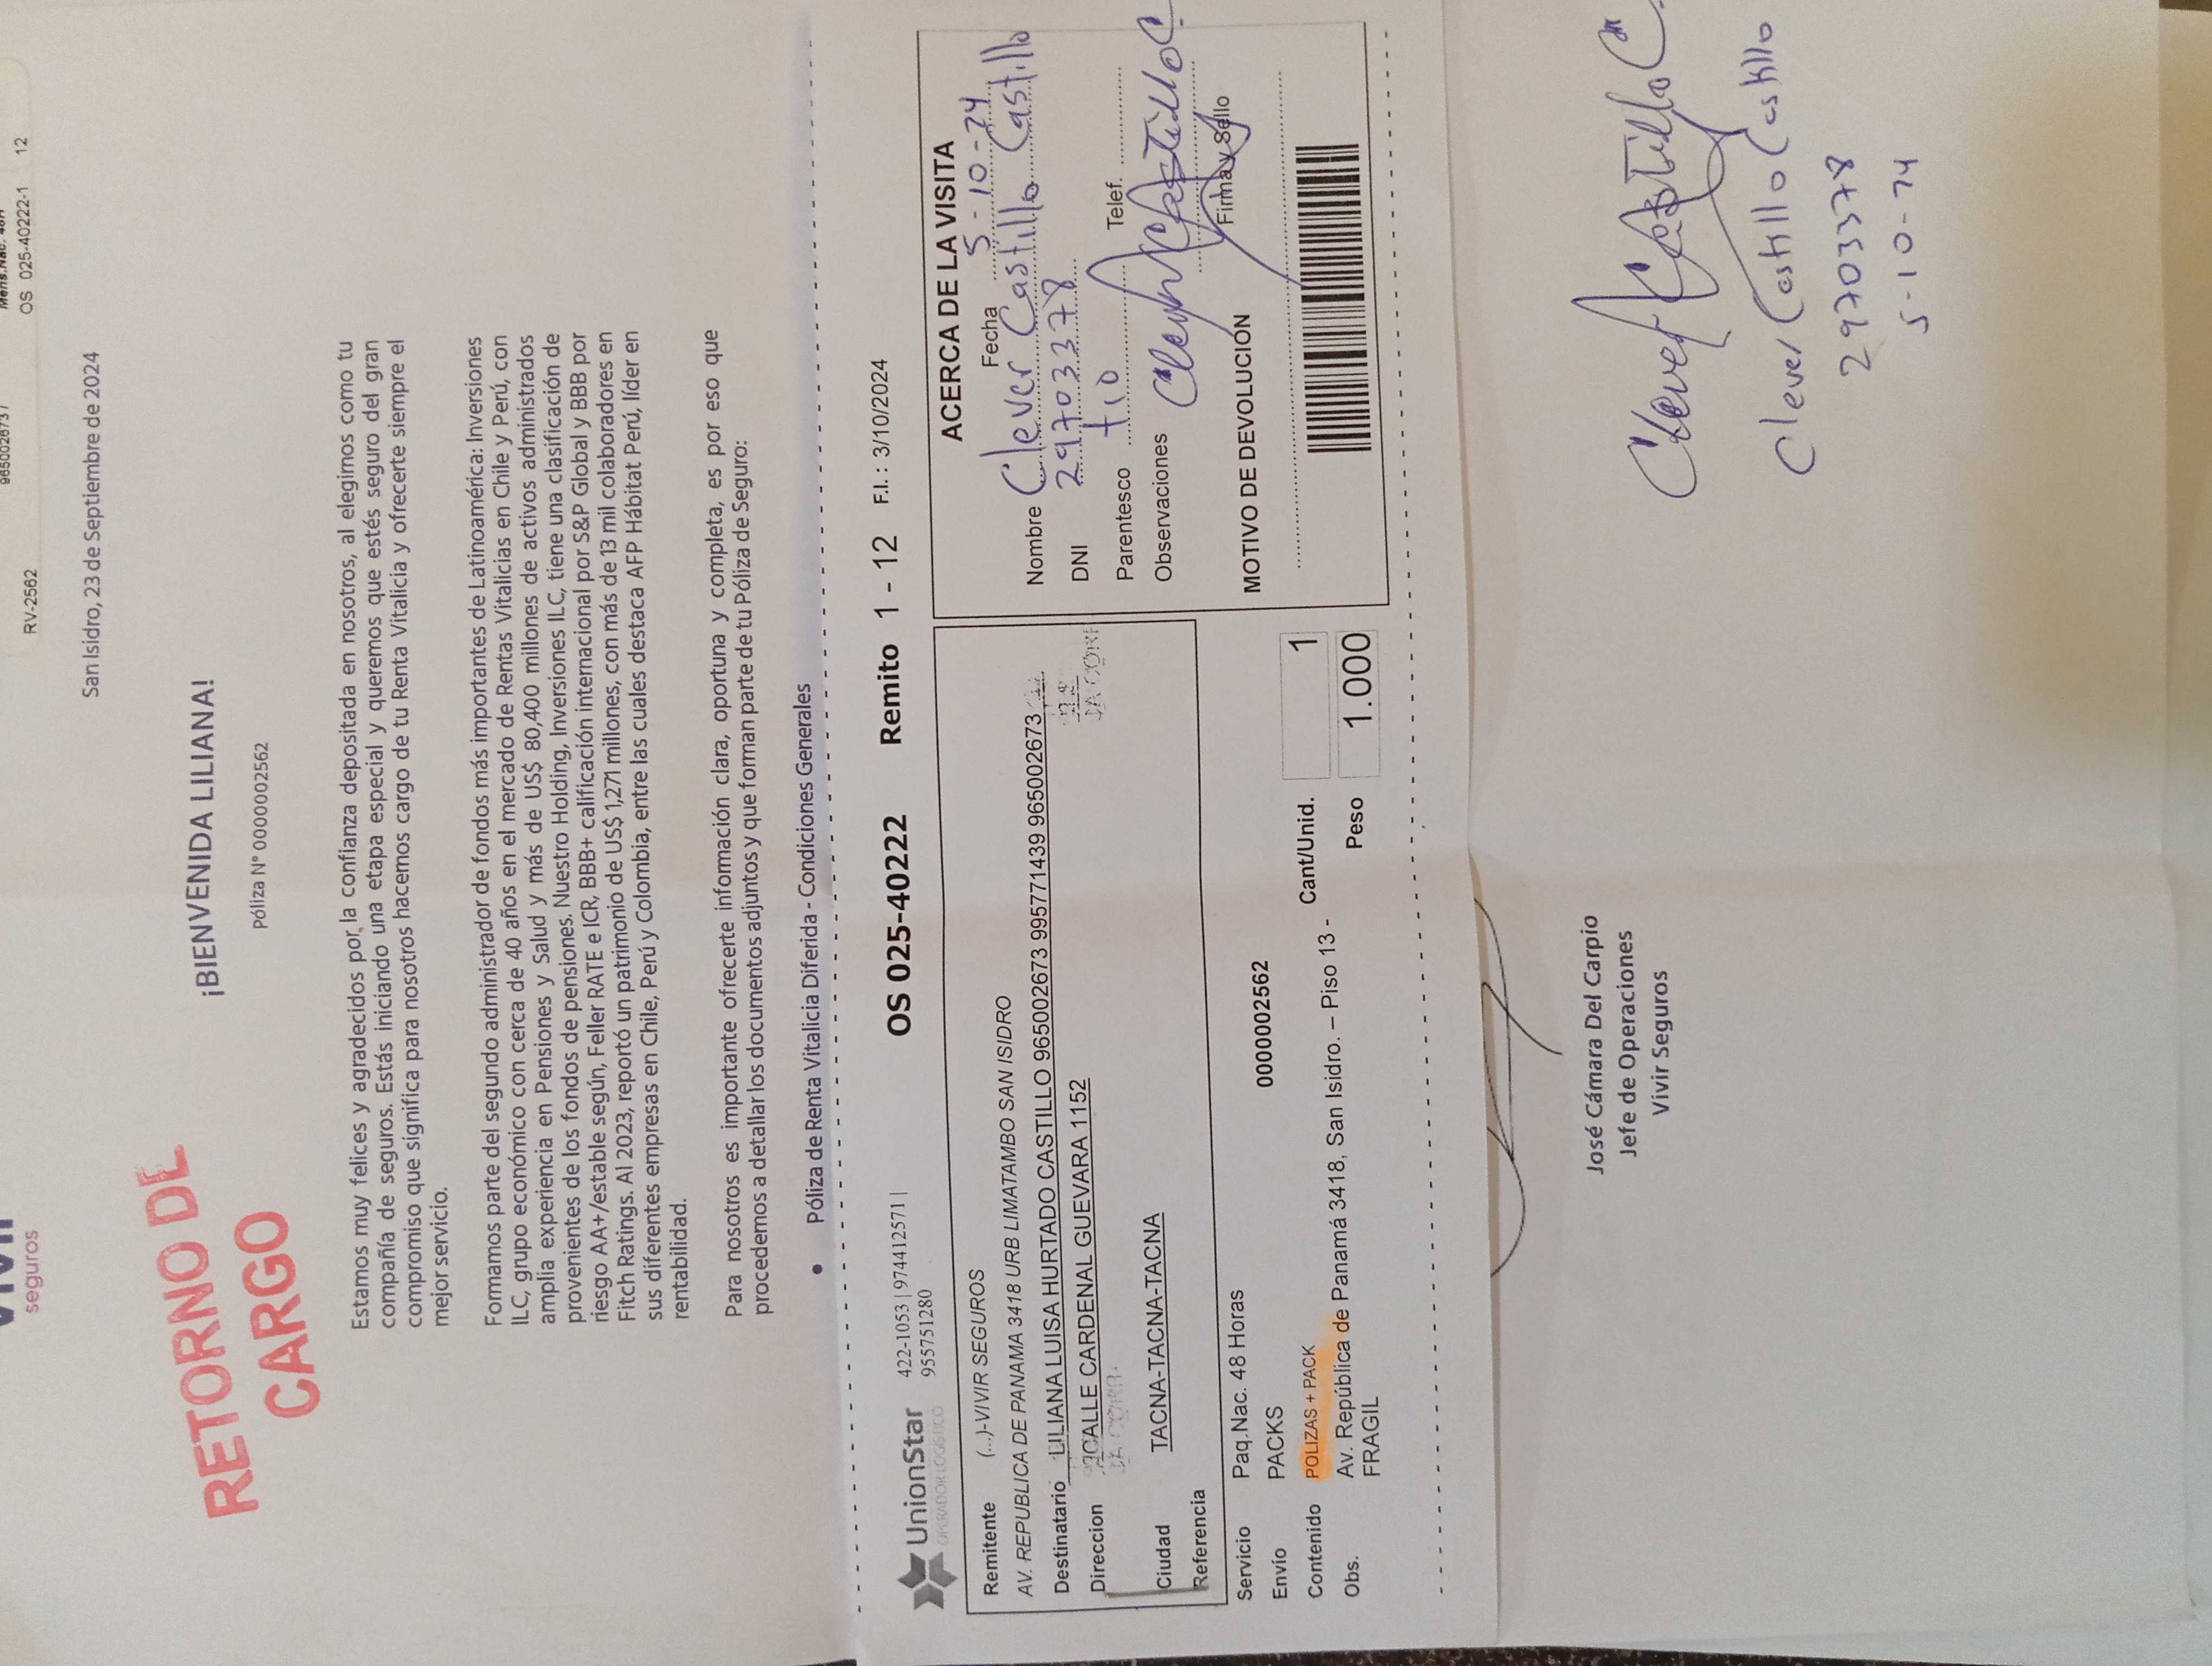 seguros
965002673 /
Mens.Nac. 48H
RV-2562
OS 025-40222-1 12
San Isidro, 23 de Septiembre de 2024
RETORNO DE
CARGO
¡BIENVENIDA LILIANA!
Póliza N° 0000002562
Estamos muy felices y agradecidos por la confianza depositada en nosotros, al elegirnos como tu
compañía de seguros. Estás iniciando una etapa especial y queremos que estés seguro del gran
compromiso que significa para nosotros hacernos cargo de tu Renta Vitalicia y ofrecerte siempre el
mejor servicio.
Formamos parte del segundo administrador de fondos más importantes de Latinoamérica: Inversiones
ILC, grupo económico con cerca de 40 años en el mercado de Rentas Vitalicias en Chile y Perú, con
amplia experiencia en Pensiones y Salud y más de US$ 80,400 millones de activos administrados
provenientes de los fondos de pensiones. Nuestro Holding, Inversiones ILC, tiene una clasificación de
riesgo AA+/estable según, Feller RATE e ICR, BBB+ calificación internacional por S&P Global y BBB por
Fitch Ratings. Al 2023, reportó un patrimonio de US$ 1,271 millones, con más de 13 mil colaboradores en
sus diferentes empresas en Chile, Perú y Colombia, entre las cuales destaca AFP Hábitat Perú, líder en
rentabilidad.
Para nosotros es importante ofrecerte información clara, oportuna y completa, es por eso que
procedemos a detallar los documentos adjuntos y que forman parte de tu Póliza de Seguro:
• Póliza de Renta Vitalicia Diferida - Condiciones Generales
UnionStar
OPERADOR LOGISTICO
422-1053 | 974412571 |
955751280
OS 025-40222 Remito 1 - 12 F.I.: 3/10/2024
Remitente (...)-VIVIR SEGUROS
AV. REPUBLICA DE PANAMA 3418 URB LIMATAMBO SAN ISIDRO
Destinatario LILIANA LUISA HURTADO CASTILLO 965002673 995771439 965002673
Direccion CALLE CARDENAL GUEVARA 1152
Ciudad TACNA-TACNA-TACNA
Referencia
Servicio Paq.Nac. 48 Horas
Envío PACKS 0000002562
Contenido POLIZAS + PACK Cant/Unid. 1
Obs. Av. República de Panamá 3418, San Isidro. – Piso 13 - Peso 1.000
FRAGIL
ACERCA DE LA VISITA
Fecha 5-10-24
Nombre Clever Castillo Castillo
DNI 29703378
Parentesco tio Telef.
Observaciones Clever Castillo C
Firma y Sello
MOTIVO DE DEVOLUCIÓN
José Cámara Del Carpio
Jefe de Operaciones
Vivir Seguros
Clever Castillo C
Clever Castillo Castillo
29703378
5-10-24